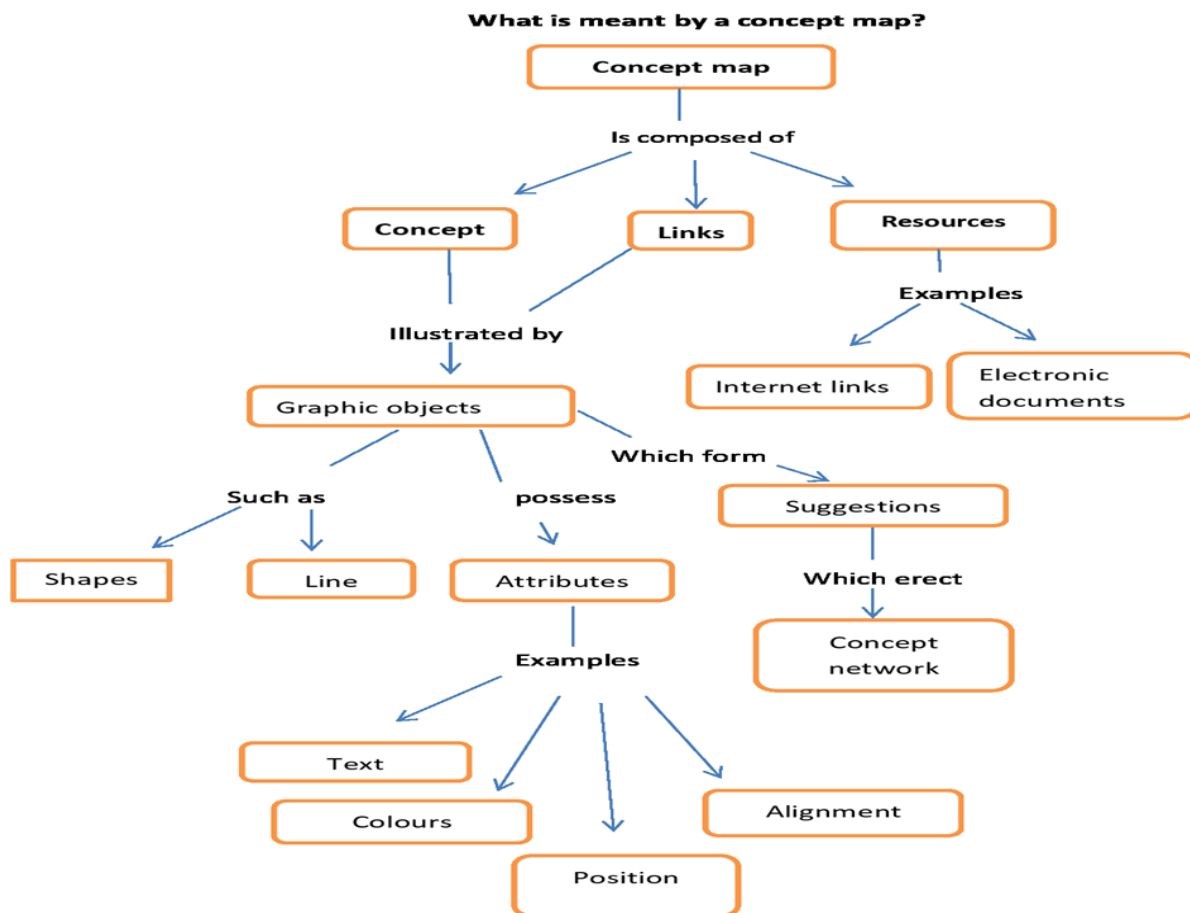 What is meant by a concept map?
Concept map
Is composed of
Concept
Links
Resources
Examples
Illustrated by
Internet links
Electronic
documents
Graphic objects
Which form
Such as
possess
Suggestions
Shapes
Line
Attributes
Which erect
Concept
network
Examples
Text
Colours
Alignment
Position